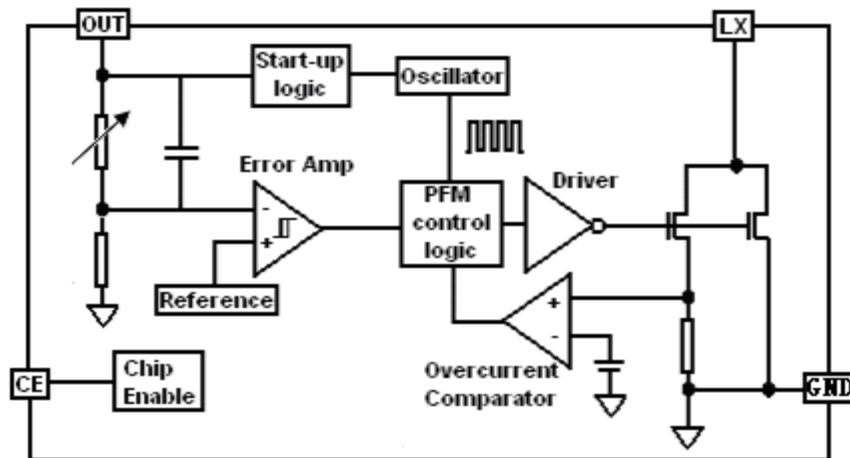 OUT
LX
Start-up
logic
Oscillator
Error Amp
Driver
PFM
control
logic
-
+
Reference
+
-
Overcurrent
Comparator
Chip
Enable
CE
GND